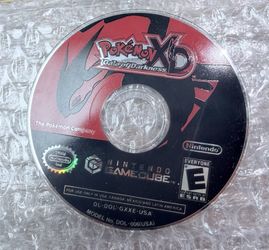 POKéMON XD
Gale of Darkness
The Pokémon Company
Nintendo
NINTENDO
GAMECUBE
EVERYONE
E
ESRB
DL-DOL-GXXE-USA
MODEL No. DOL-006(USA)